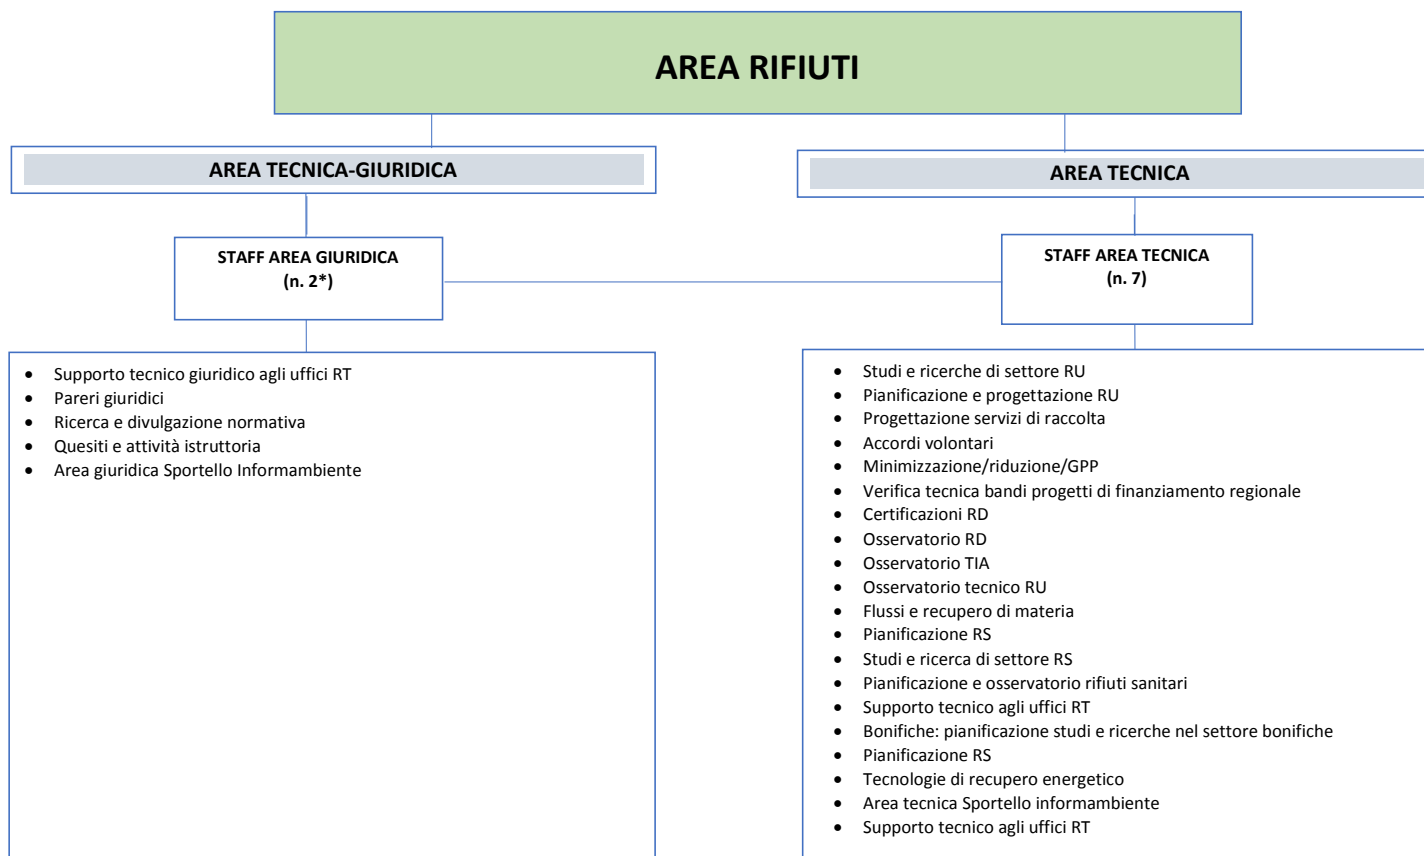 AREA RIFIUTI
AREA TECNICA-GIURIDICA
STAFF AREA GIURIDICA
(n. 2*)
• Supporto tecnico giuridico agli uffici RT
• Pareri giuridici
• Ricerca e divulgazione normativa
• Quesiti e attività istruttoria
• Area giuridica Sportello Informambiente
AREA TECNICA
STAFF AREA TECNICA
(n. 7)
• Studi e ricerche di settore RU
• Pianificazione e progettazione RU
• Progettazione servizi di raccolta
• Accordi volontari
• Minimizzazione/riduzione/GPP
• Verifica tecnica bandi progetti di finanziamento regionale
• Certificazioni RD
• Osservatorio RD
• Osservatorio TIA
• Osservatorio tecnico RU
• Flussi e recupero di materia
• Pianificazione RS
• Studi e ricerca di settore RS
• Pianificazione e osservatorio rifiuti sanitari
• Supporto tecnico agli uffici RT
• Bonifiche: pianificazione studi e ricerche nel settore bonifiche
• Pianificazione RS
• Tecnologie di recupero energetico
• Area tecnica Sportello informambiente
• Supporto tecnico agli uffici RT